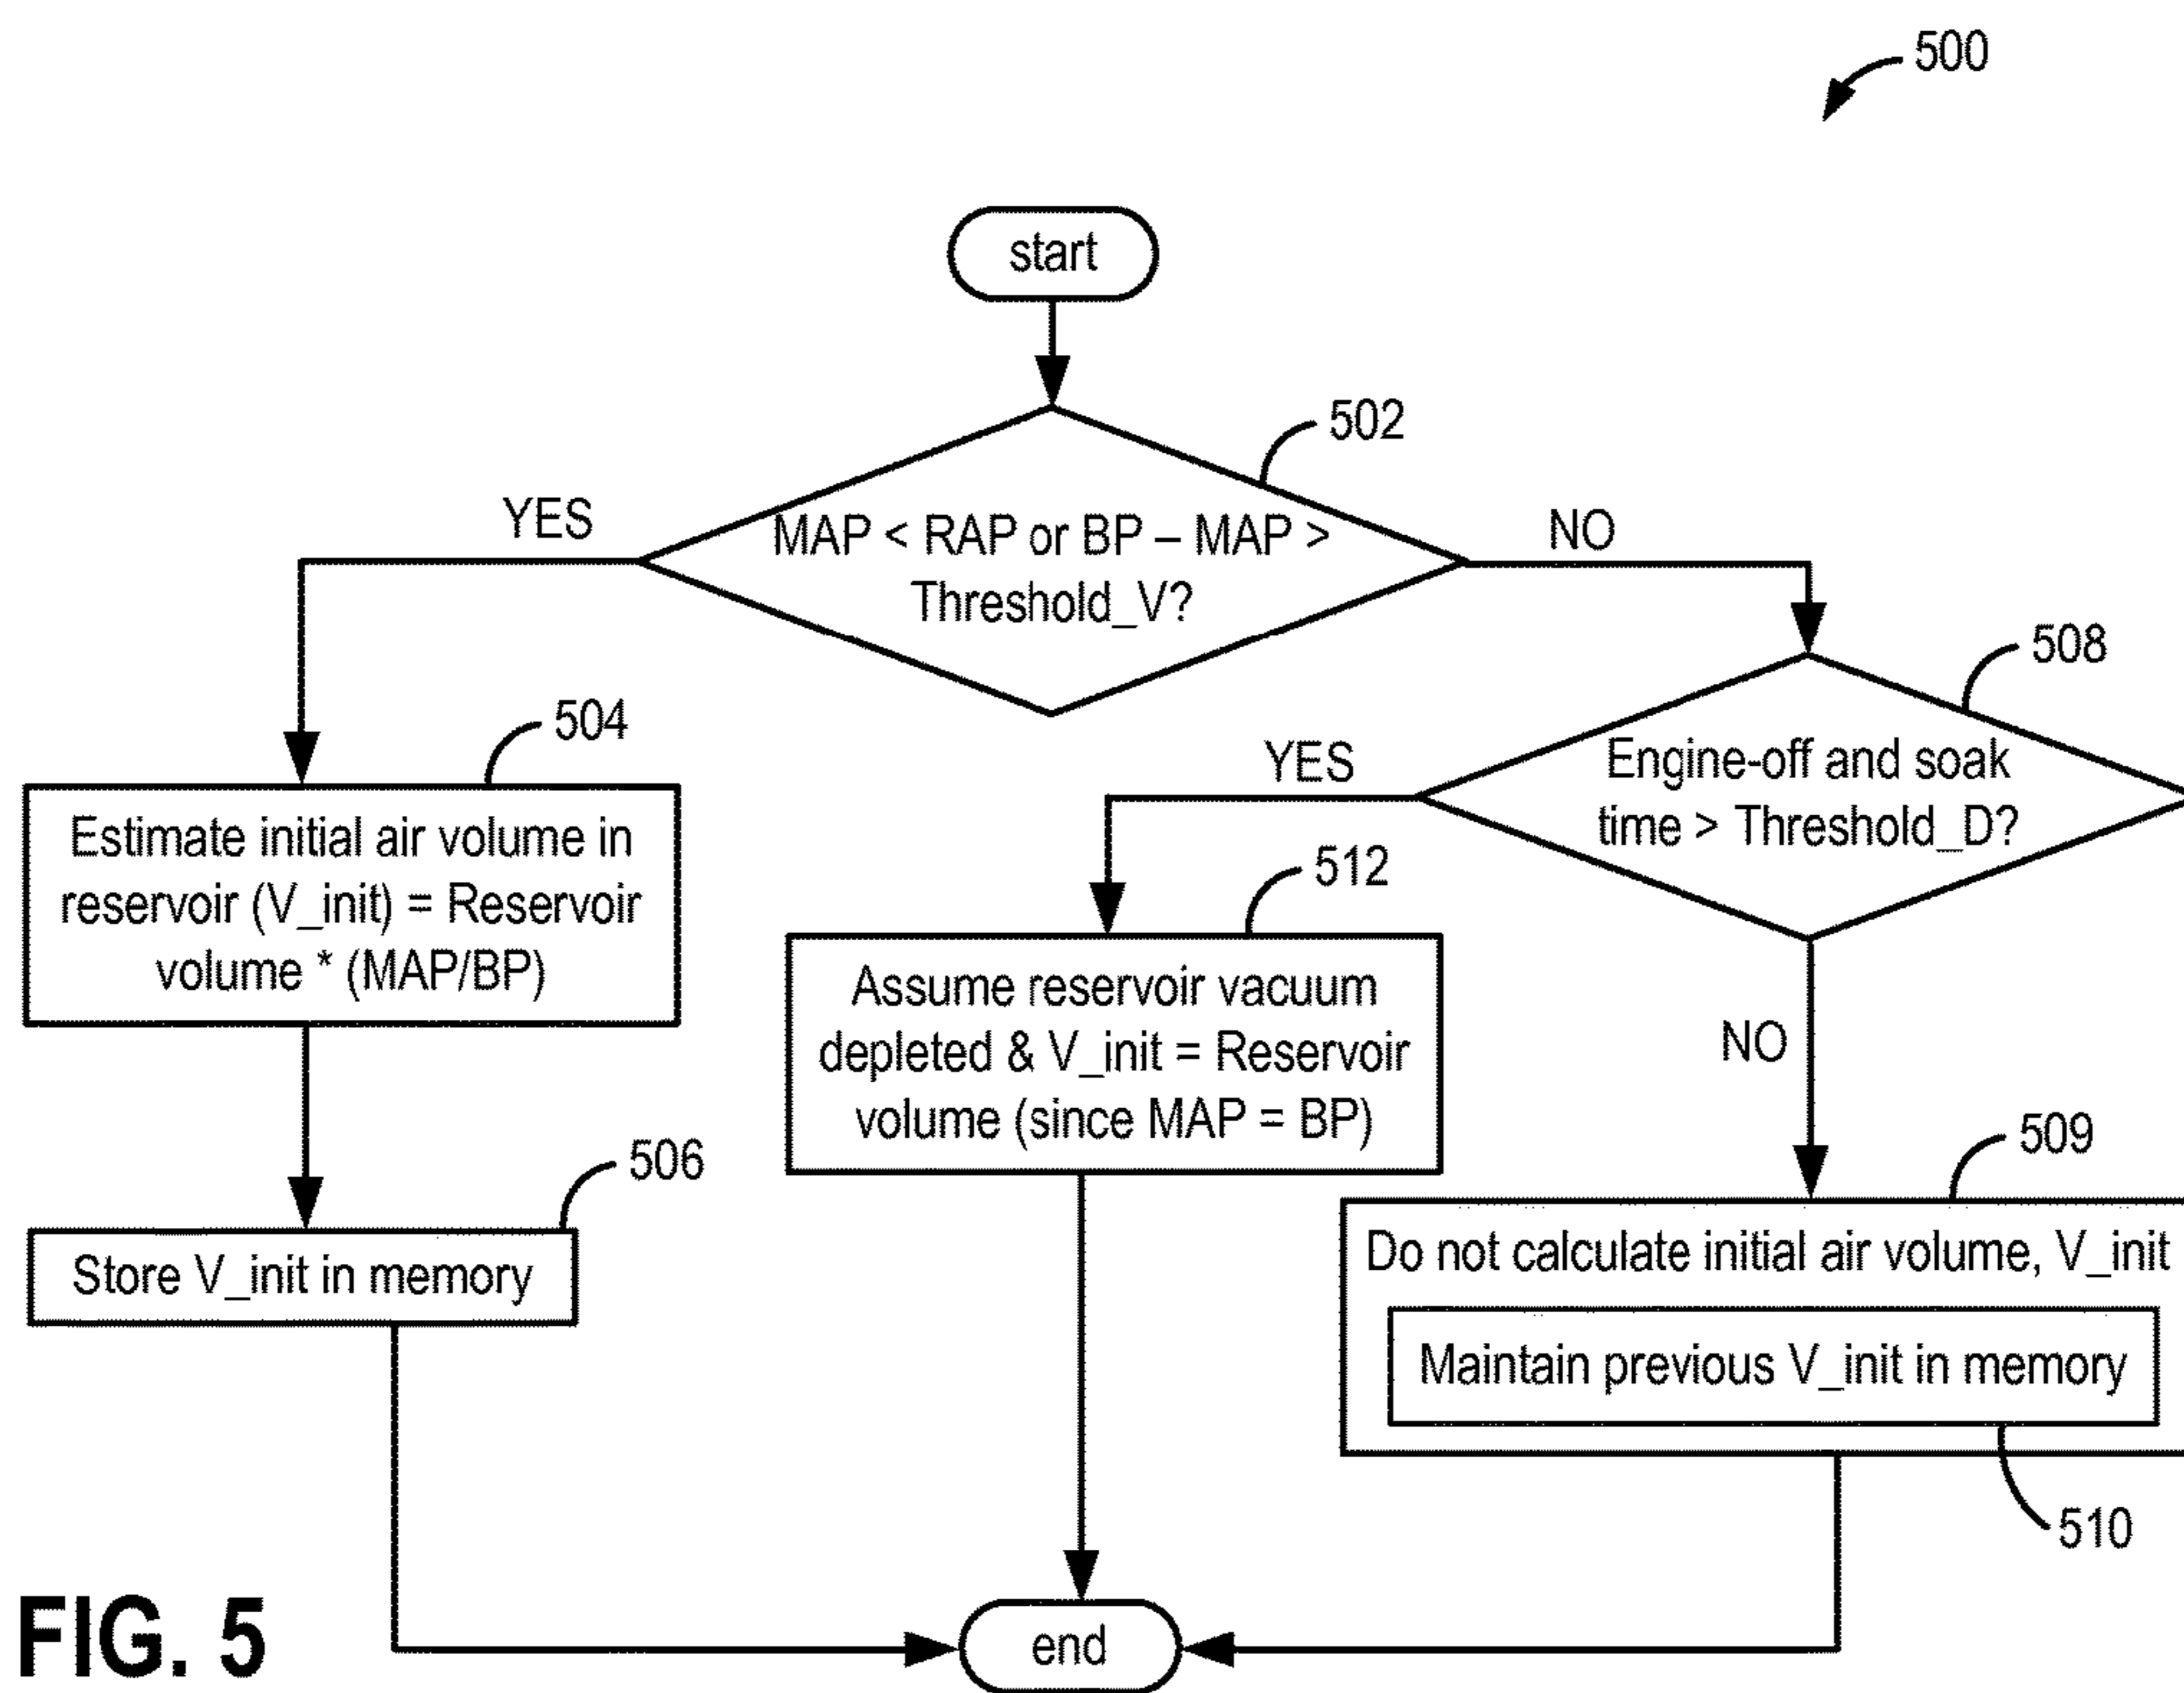 500
start
502
MAP < RAP or BP – MAP >
Threshold_V?
YES
NO
508
Engine-off and soak
time > Threshold_D?
YES
NO
504
Estimate initial air volume in
reservoir (V_init) = Reservoir
volume * (MAP/BP)
512
Assume reservoir vacuum
depleted & V_init = Reservoir
volume (since MAP = BP)
506
Store V_init in memory
509
Do not calculate initial air volume, V_init
Maintain previous V_init in memory
510
end
FIG. 5